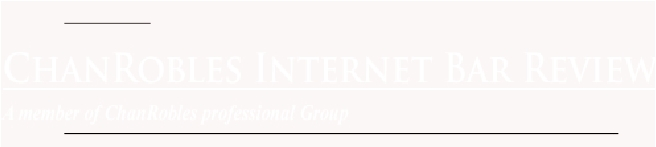 ChanRobles Internet Bar Review
A member of ChanRobles professional Group